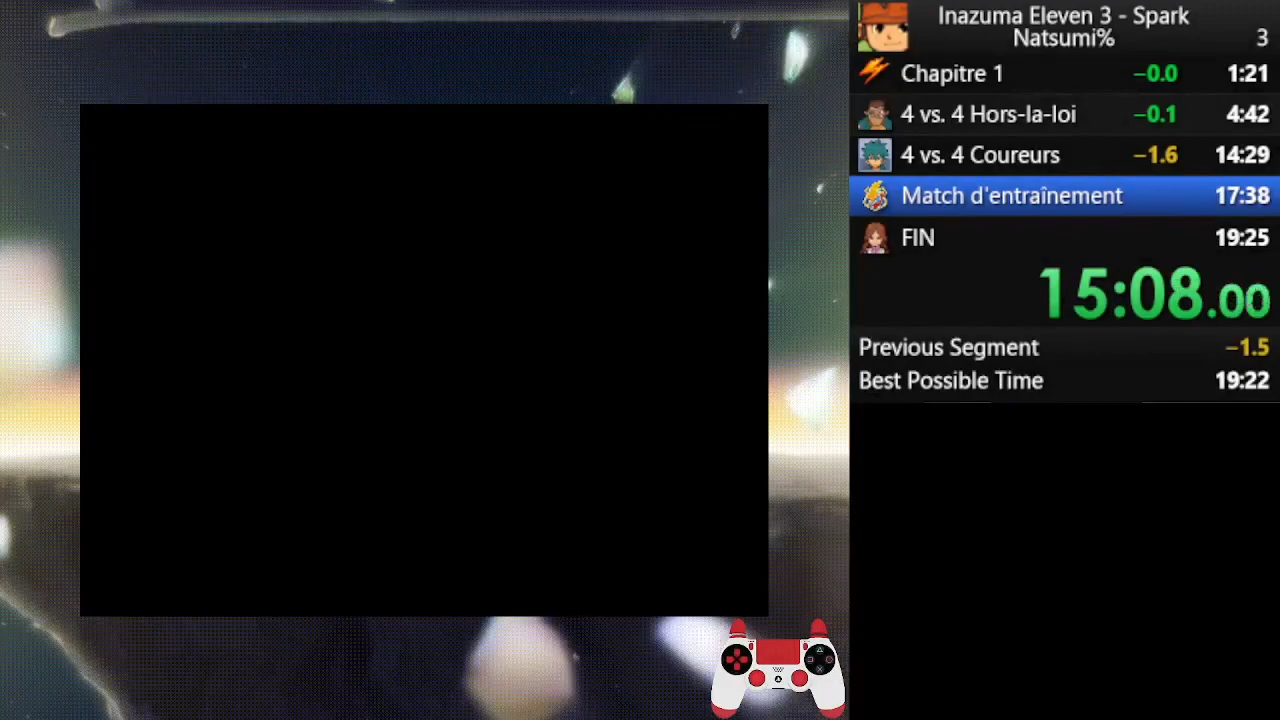 Inazuma Eleven 3 - Spark
Natsumi% 3
Chapitre 1 −0.0 1:21
4 vs. 4 Hors-la-loi −0.1 4:42
4 vs. 4 Coureurs −1.6 14:29
Match d'entraînement 17:38
FIN 19:25
15:08.00
Previous Segment −1.5
Best Possible Time 19:22